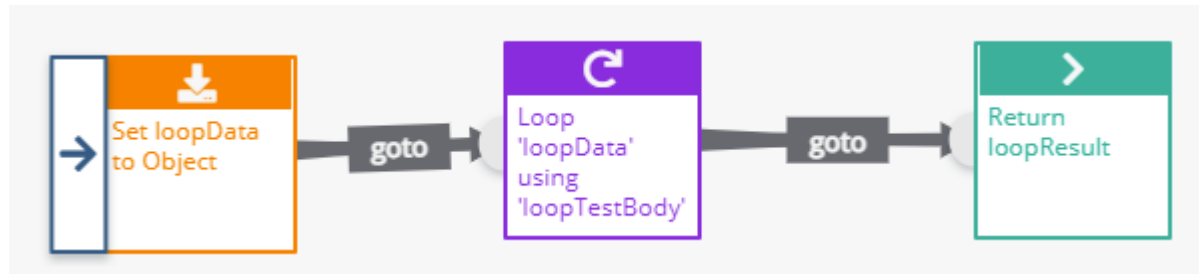 Set loopData
to Object
goto
Loop
'loopData'
using
'loopTestBody'
goto
Return
loopResult